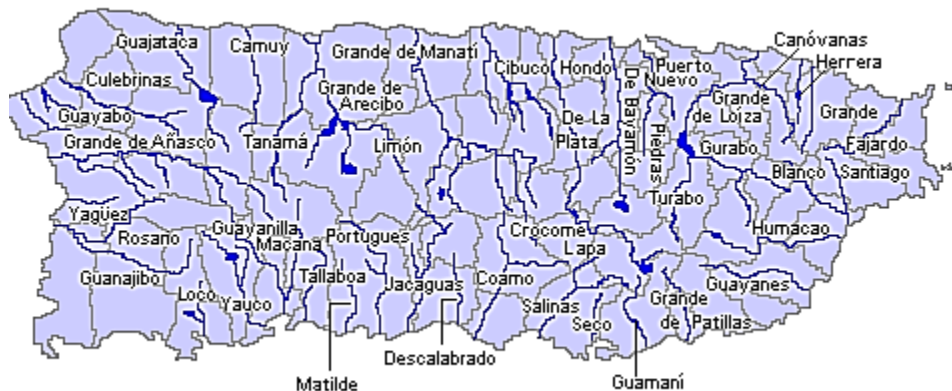 Guajataca
Camuy
Grande de Manatí
Cibuco
Hondo
Puerto
Nuevo
Canóvanas
Herrera
Culebrinas
Grande de
Arecibo
De Bayamón
Grande
de Loíza
Grande
Guayabo
De La
Plata
Piedras
Grande de Añasco
Tanamá
Limón
Gurabo
Fajardo
Blanco
Santiago
Turabo
Yagüez
Rosario
Guayanilla
Macana
Portugues
Crocome
Lapa
Humacao
Guanajibo
Tallaboa
Jacaguas
Coamo
Guayanes
Loco
Yauco
Salinas
Seco
Grande
de Patillas
Descalabrado
Matilde
Guamaní